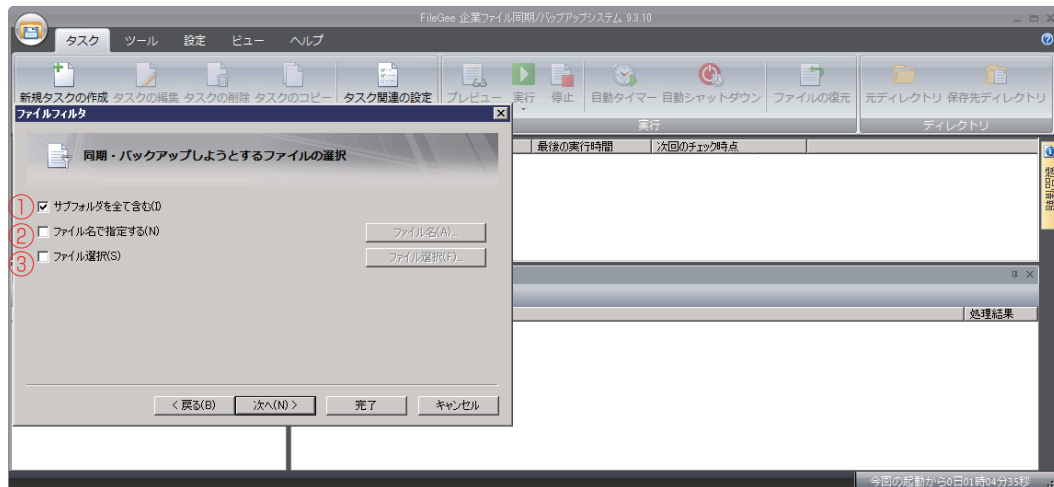 FileGee 企業ファイル同期/バップアップシステム 9.3.10
タスク ツール 設定 ビュー ヘルプ
新規タスクの作成 タスクの編集 タスクの削除 タスクのコピー タスク関連の設定 プレビュー 実行 停止 自動タイマー 自動シャットダウン ファイルの復元 元ディレクトリ 保存先ディレクトリ
実行 ディレクトリ
ファイルフィルタ
最後の実行時間 次回のチェック時点
同期・バックアップしようとするファイルの選択
① サブフォルダを全て含む(I)
② ファイル名で指定する(N) ファイル名(A)...
③ ファイル選択(S) ファイル選択(F)...
処理結果
< 戻る(B) 次へ(N) > 完了 キャンセル
今回の起動から0日01時04分35秒